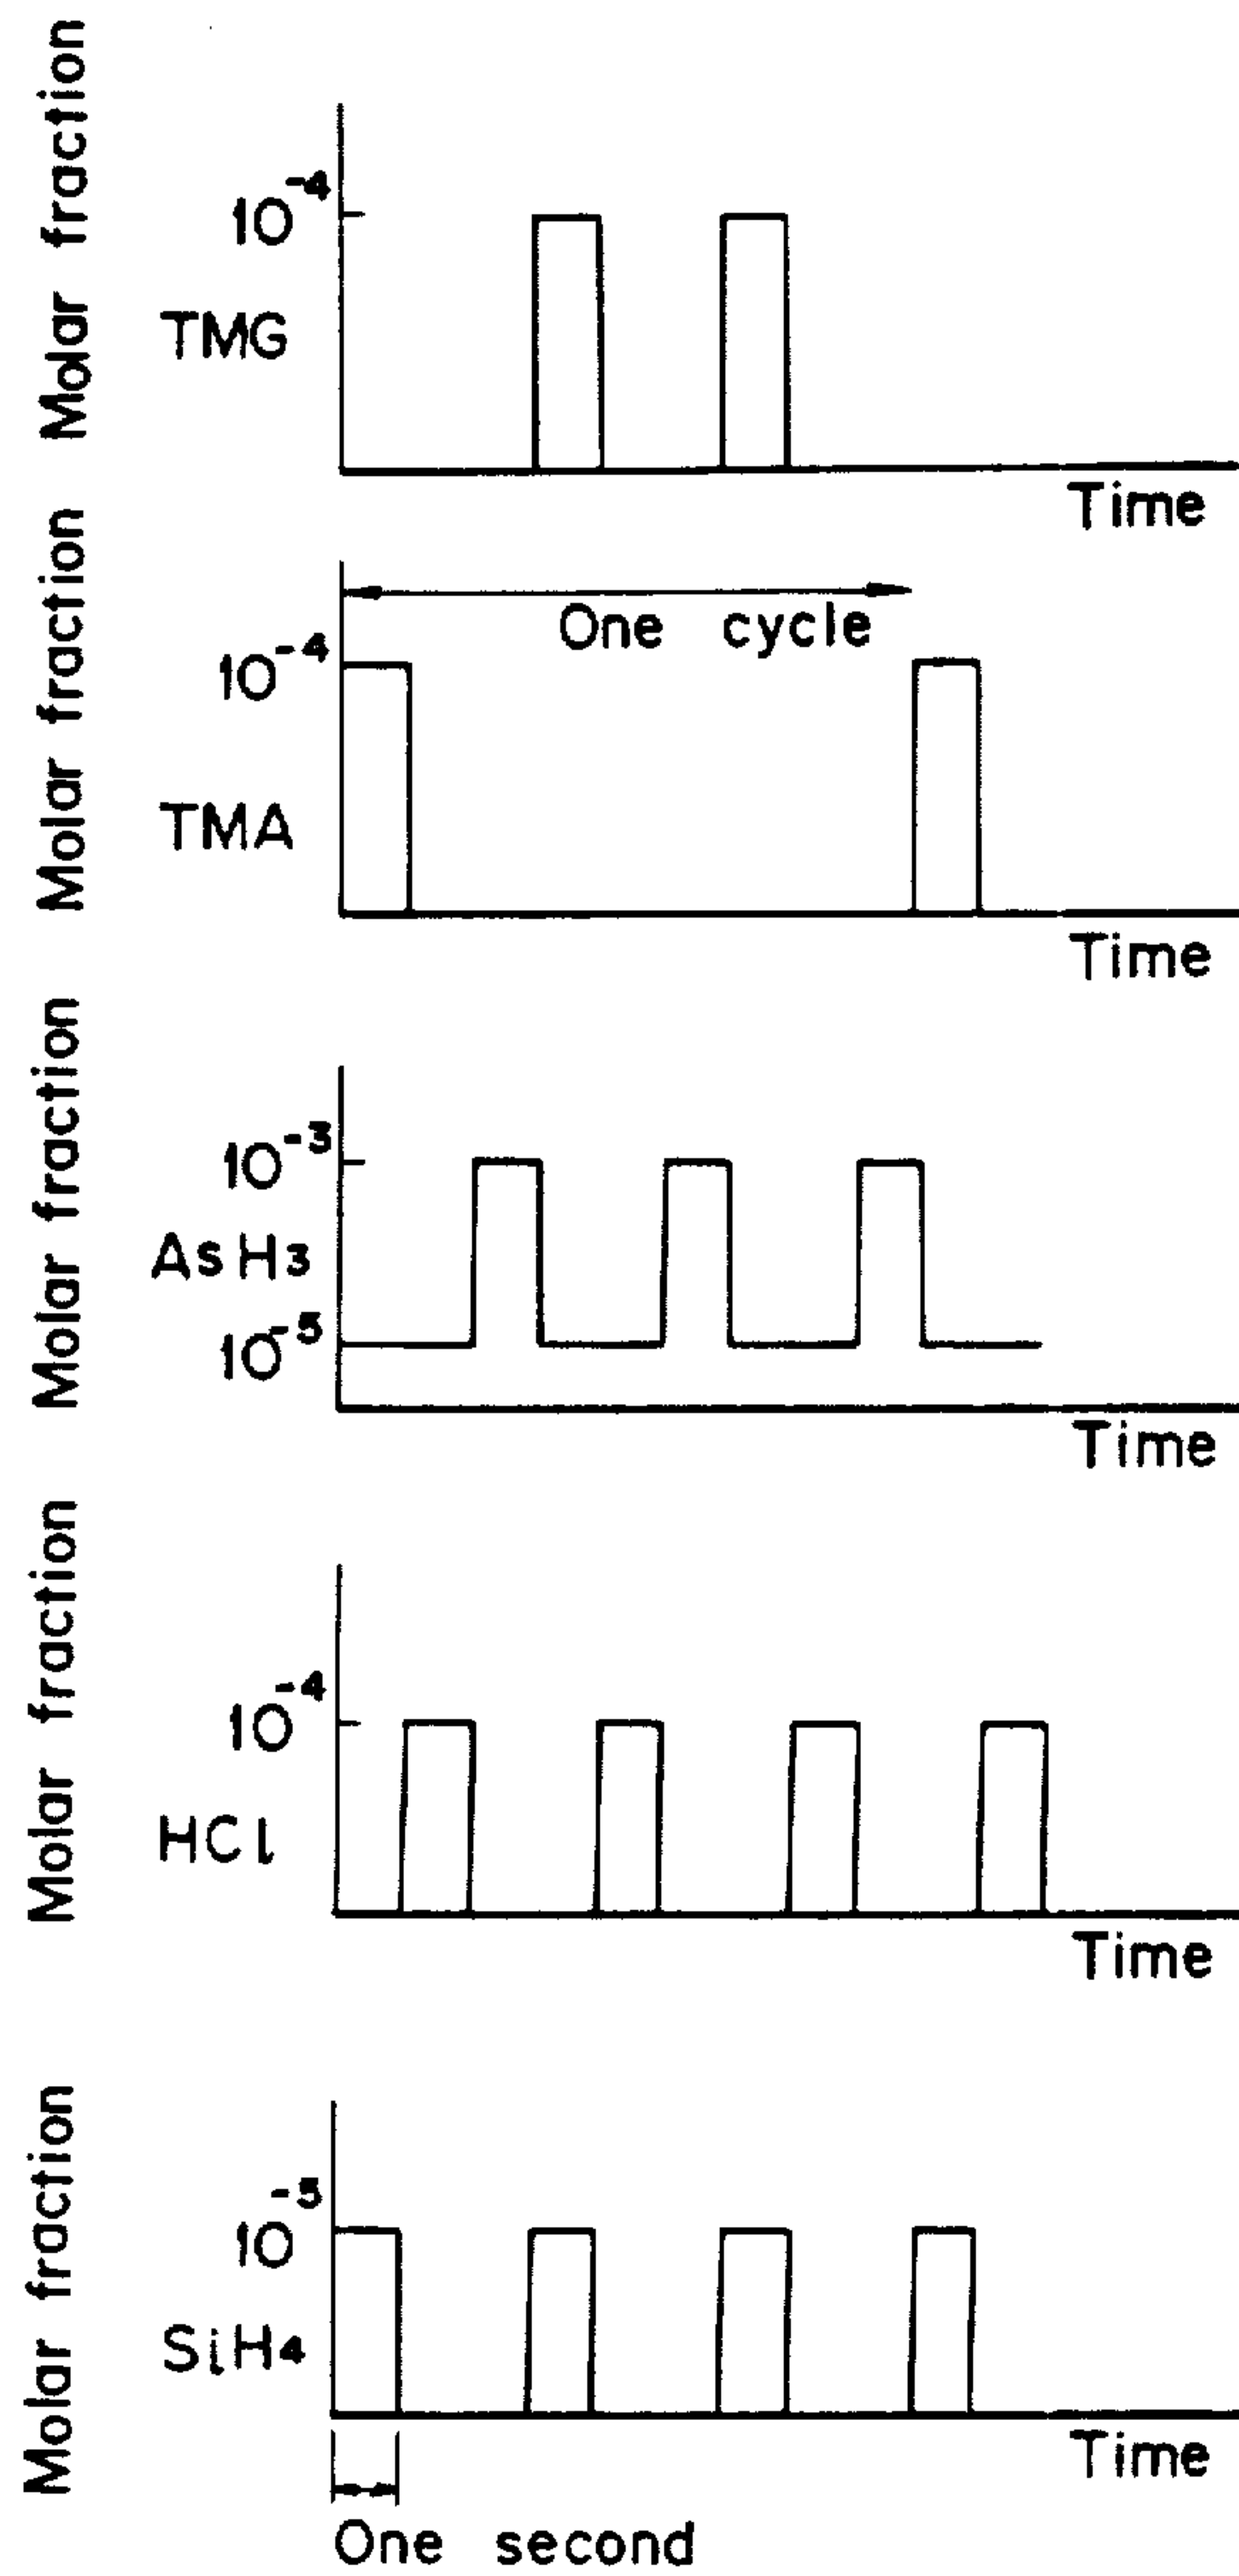 Molar fraction
10⁻⁴
TMG
Time
Molar fraction
One cycle
10⁻⁴
TMA
Time
Molar fraction
10⁻³
AsH₃
10⁻⁵
Time
Molar fraction
10⁻⁴
HCl
Time
Molar fraction
10⁻⁵
SiH₄
Time
One second